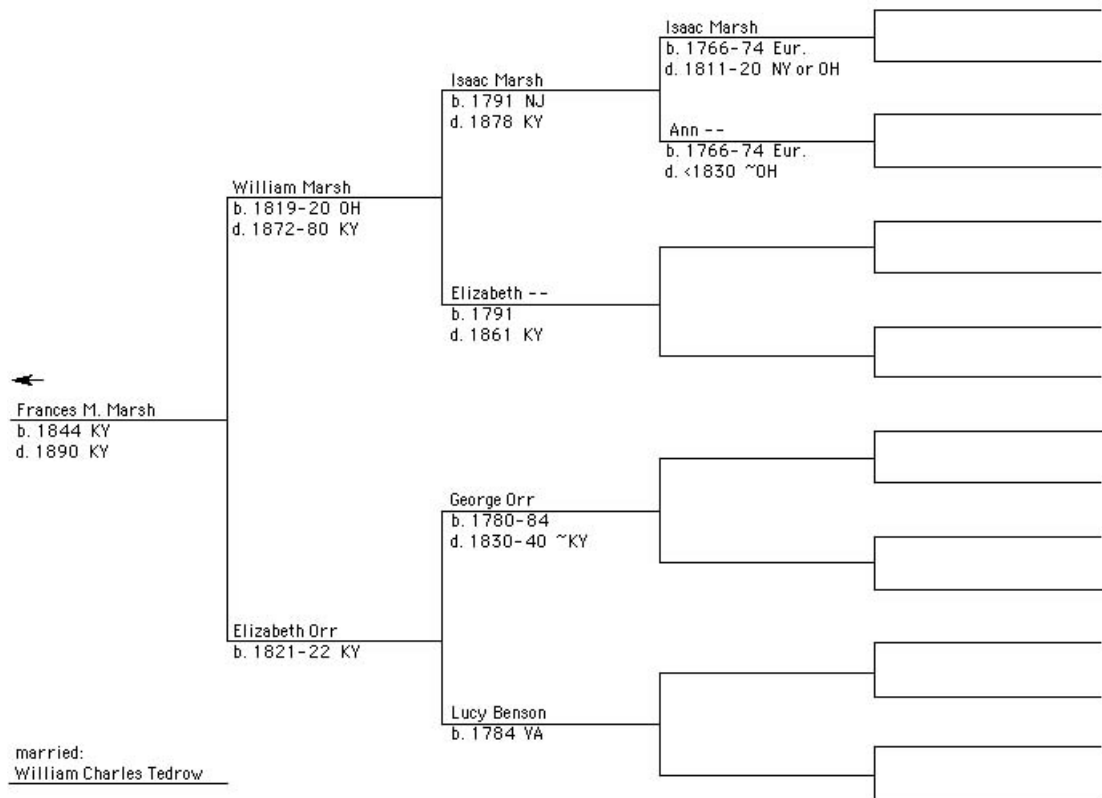 Isaac Marsh
b. 1766-74 Eur.
d. 1811-20 NY or OH
Isaac Marsh
b. 1791 NJ
d. 1878 KY
Ann --
b. 1766-74 Eur.
d. <1830 ~OH
William Marsh
b. 1819-20 OH
d. 1872-80 KY
Elizabeth --
b. 1791
d. 1861 KY
Frances M. Marsh
b. 1844 KY
d. 1890 KY
George Orr
b. 1780-84
d. 1830-40 ~KY
Elizabeth Orr
b. 1821-22 KY
Lucy Benson
b. 1784 VA
married:
William Charles Tedrow